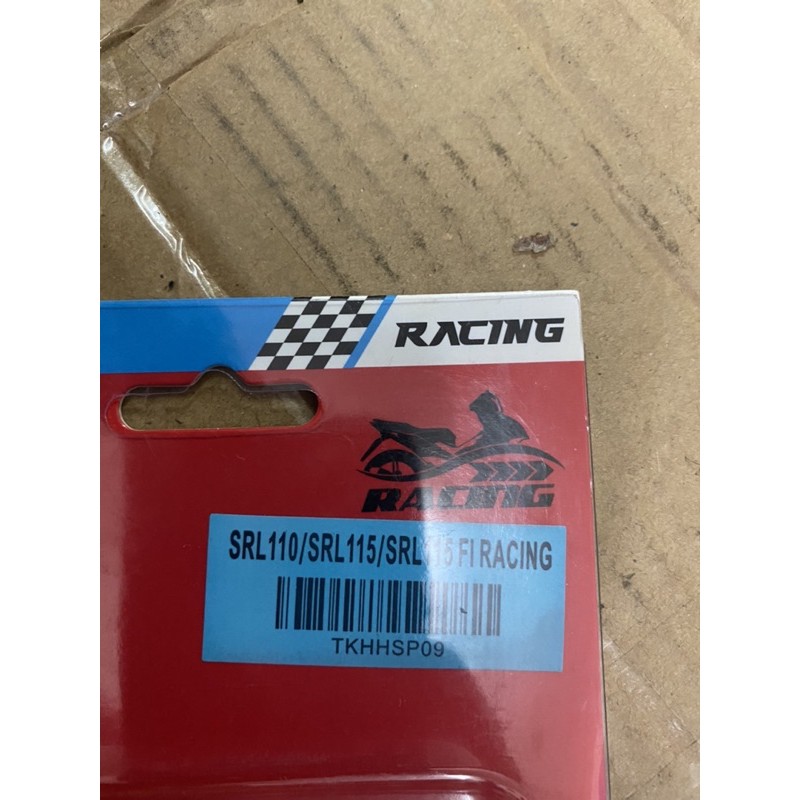 RACING
RACING
SRL110/SRL115/SRL115 FI RACING
TKHHSP09